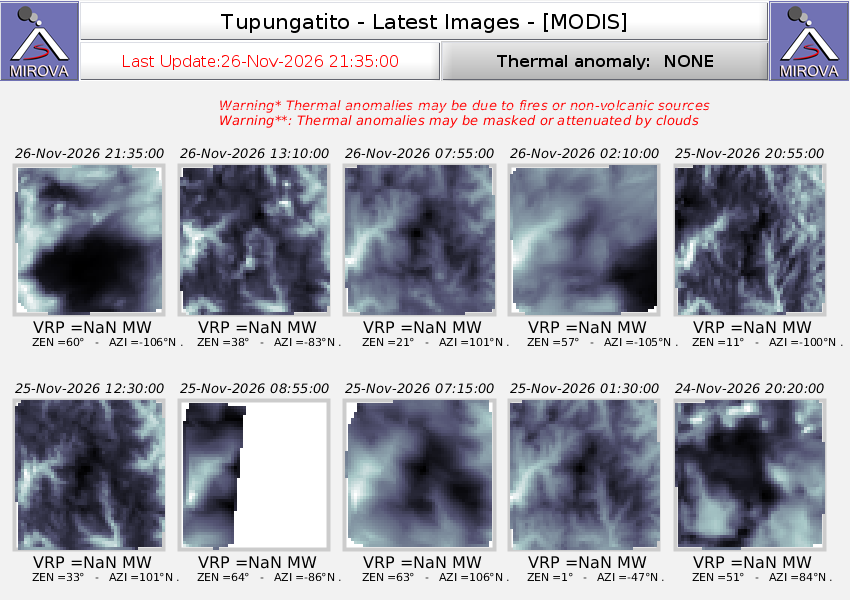 Tupungatito - Latest Images - [MODIS]
MIROVA
Last Update:26-Nov-2026 21:35:00
Thermal anomaly:  NONE
MIROVA
Warning* Thermal anomalies may be due to fires or non-volcanic sources
Warning**: Thermal anomalies may be masked or attenuated by clouds
26-Nov-2026 21:35:00
26-Nov-2026 13:10:00
26-Nov-2026 07:55:00
26-Nov-2026 02:10:00
25-Nov-2026 20:55:00
VRP =NaN MW
VRP =NaN MW
VRP =NaN MW
VRP =NaN MW
VRP =NaN MW
ZEN =60°  -  AZI =-106°N .
ZEN =38°  -  AZI =-83°N .
ZEN =21°  -  AZI =101°N .
ZEN =57°  -  AZI =-105°N .
ZEN =11°  -  AZI =-100°N .
25-Nov-2026 12:30:00
25-Nov-2026 08:55:00
25-Nov-2026 07:15:00
25-Nov-2026 01:30:00
24-Nov-2026 20:20:00
VRP =NaN MW
VRP =NaN MW
VRP =NaN MW
VRP =NaN MW
VRP =NaN MW
ZEN =33°  -  AZI =101°N .
ZEN =64°  -  AZI =-86°N .
ZEN =63°  -  AZI =106°N .
ZEN =1°  -  AZI =-47°N .
ZEN =51°  -  AZI =84°N .